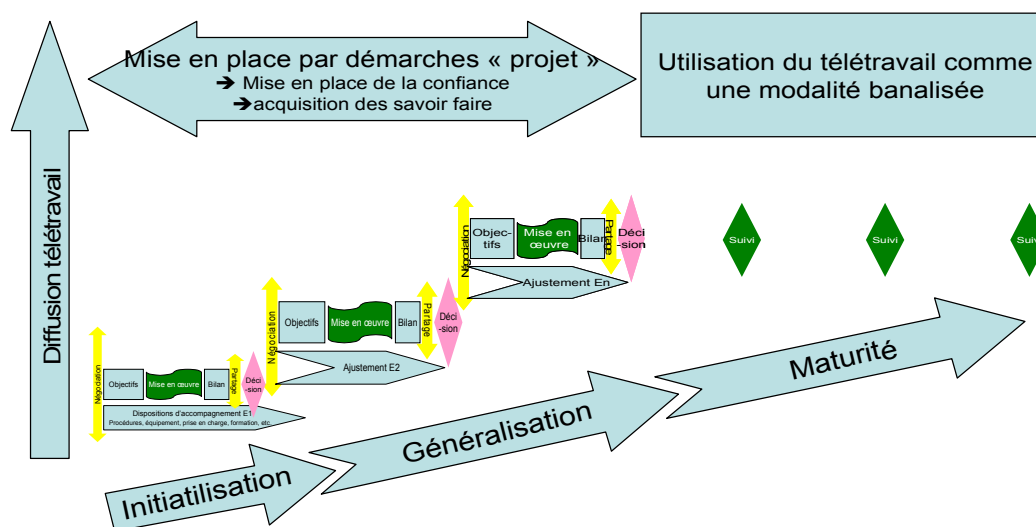 Mise en place par démarches « projet »
➔ Mise en place de la confiance
➔acquisition des savoir faire
Utilisation du télétravail comme
une modalité banalisée
Diffusion télétravail
Négociation
Objec-
tifs
Mise en
œuvre
Bilan
Partage
Déci
-sion
Ajustement En
Suivi
Suivi
Suivi
Négociation
Objectifs
Mise en œuvre
Bilan
Partage
Déci
-sion
Ajustement E2
Négociation
Objectifs
Mise en œuvre
Bilan
Partage
Déci
-sion
Dispositions d'accompagnement E1
Procédures, équipement, prise en charge, formation, etc.
Initiatilisation
Généralisation
Maturité